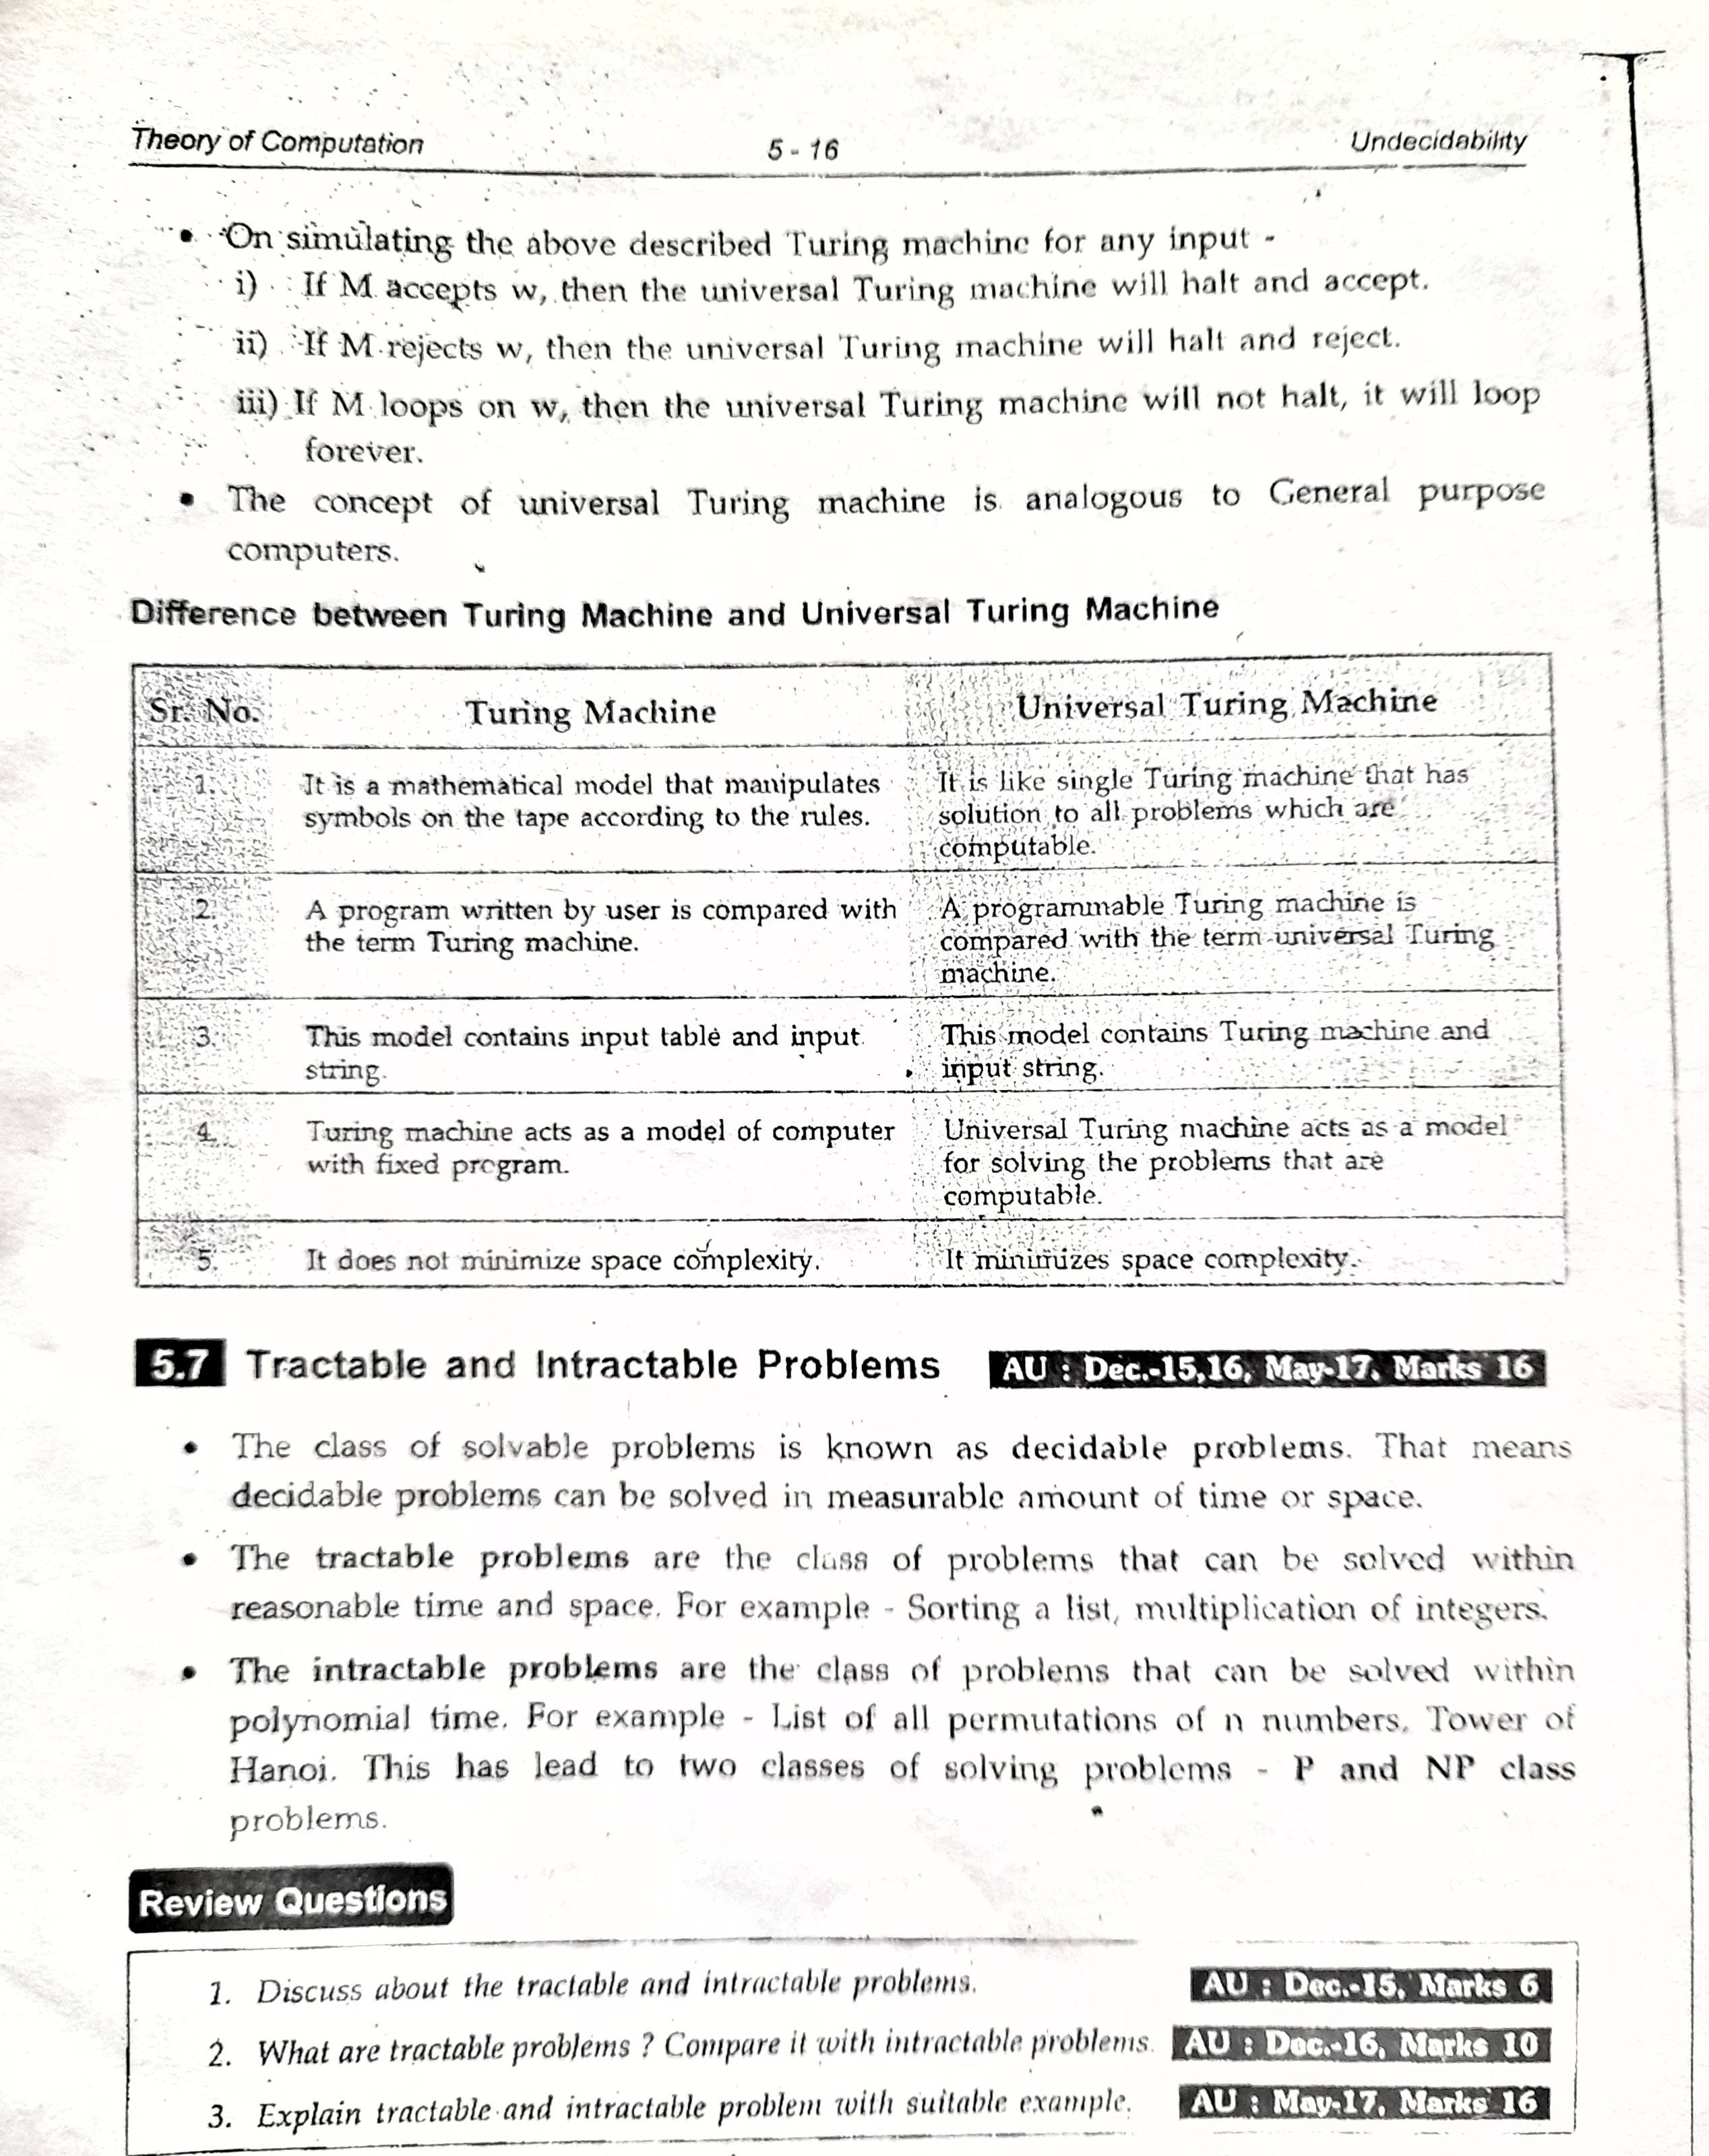 Theory of Computation 5 - 16 Undecidability
• On simulating the above described Turing machine for any input -
i) If M accepts w, then the universal Turing machine will halt and accept.
ii) If M rejects w, then the universal Turing machine will halt and reject.
iii) If M loops on w, then the universal Turing machine will not halt, it will loop
forever.
• The concept of universal Turing machine is analogous to General purpose
computers.
Difference between Turing Machine and Universal Turing Machine
Sr. No. Turing Machine Universal Turing Machine
1. It is a mathematical model that manipulates It is like single Turing machine that has
symbols on the tape according to the rules. solution to all problems which are
computable.
2. A program written by user is compared with A programmable Turing machine is
the term Turing machine. compared with the term universal Turing
machine.
3. This model contains input table and input This model contains Turing machine and
string. input string.
4. Turing machine acts as a model of computer Universal Turing machine acts as a model
with fixed program. for solving the problems that are
computable.
5. It does not minimize space complexity. It minimizes space complexity.
5.7 Tractable and Intractable Problems AU : Dec.-15,16, May-17, Marks 16
• The class of solvable problems is known as decidable problems. That means
decidable problems can be solved in measurable amount of time or space.
• The tractable problems are the class of problems that can be solved within
reasonable time and space. For example - Sorting a list, multiplication of integers.
• The intractable problems are the class of problems that can be solved within
polynomial time. For example - List of all permutations of n numbers, Tower of
Hanoi. This has lead to two classes of solving problems - P and NP class
problems.
Review Questions
1. Discuss about the tractable and intractable problems. AU : Dec.-15, Marks 6
2. What are tractable problems ? Compare it with intractable problems. AU : Dec.-16, Marks 10
3. Explain tractable and intractable problem with suitable example. AU : May-17, Marks 16